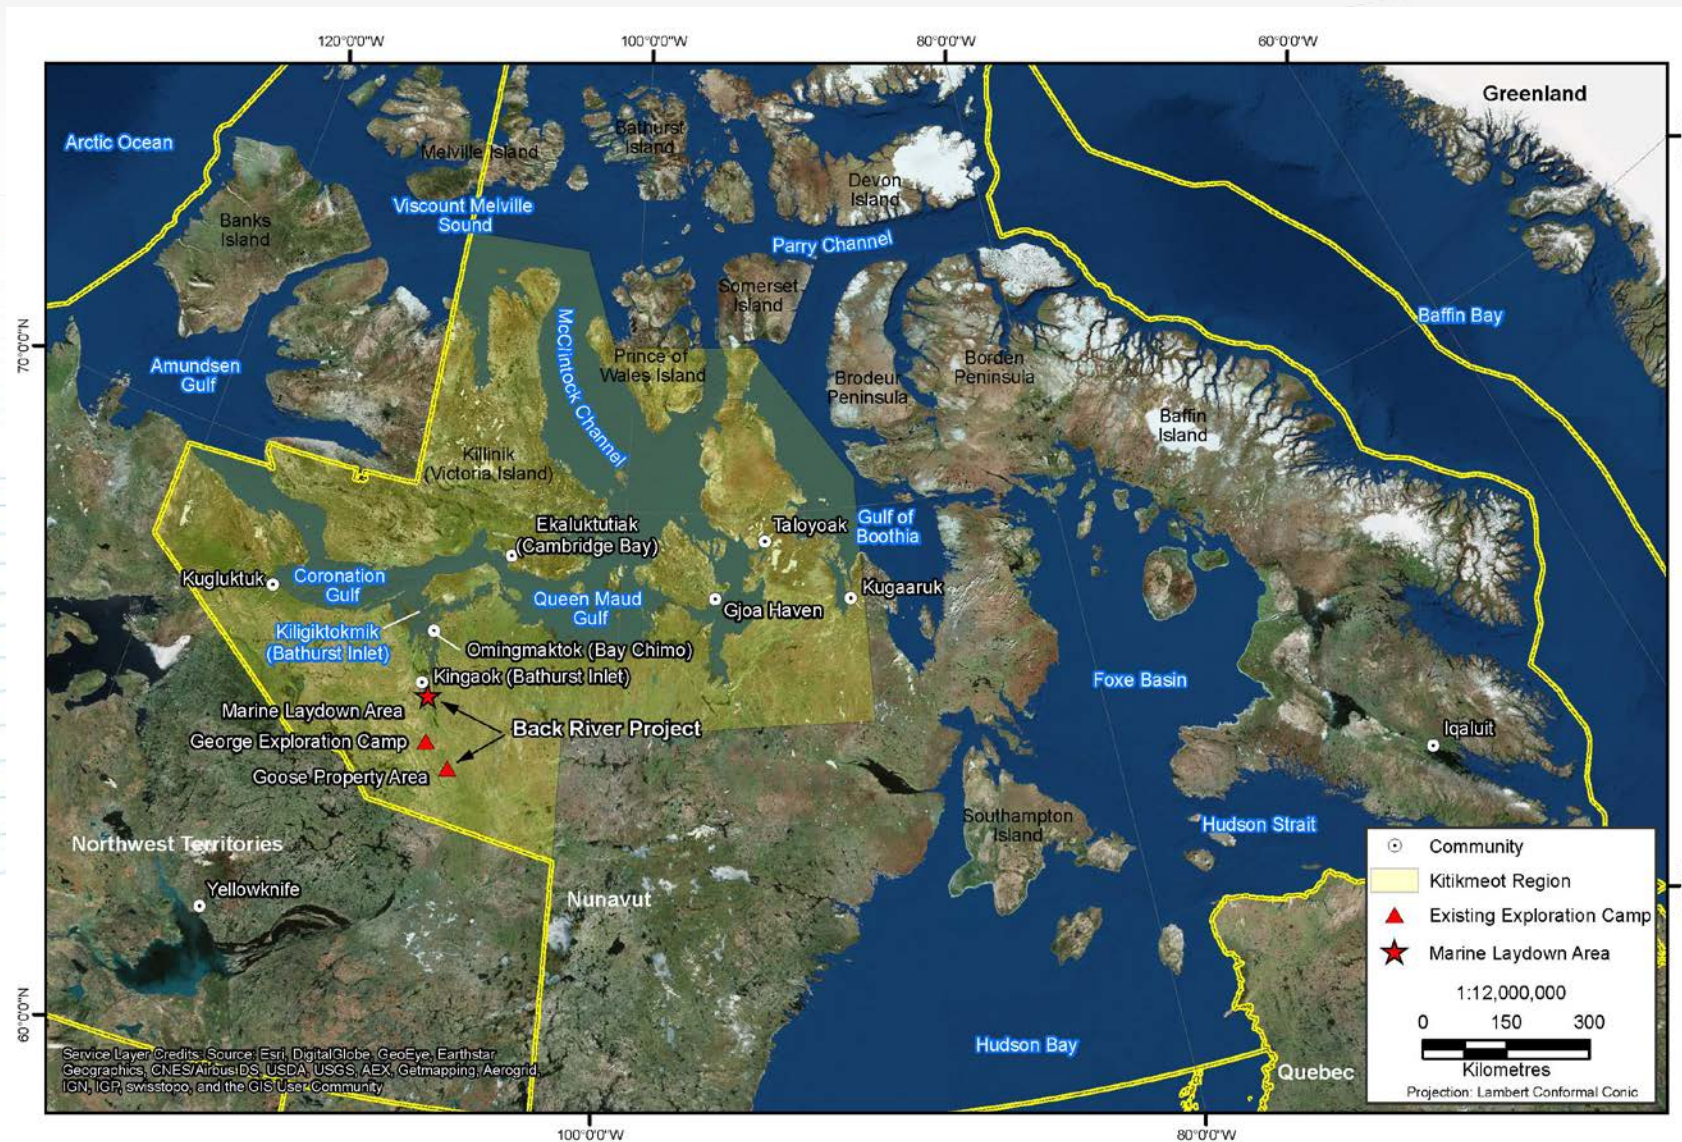 120°0'0"W
100°0'0"W
80°0'0"W
60°0'0"W
Greenland
Arctic Ocean
Bathurst
Island
Melville Island
Devon
Island
Viscount Melville
Sound
Banks
Island
Parry Channel
Somerset
Island
McClintock Channel
Baffin Bay
70°0'0"N
Amundsen
Gulf
Prince of
Wales Island
Borden
Peninsula
Brodeur
Peninsula
Baffin
Island
Killinik
(Victoria Island)
Ekaluktutiak
(Cambridge Bay)
Taloyoak
Gulf of
Boothia
Kugluktuk
Coronation
Gulf
Queen Maud
Gulf
Gjoa Haven
Kugaaruk
Kiligiktokmik
(Bathurst Inlet)
Omingmaktok (Bay Chimo)
Kingaok (Bathurst Inlet)
Foxe Basin
Marine Laydown Area
Back River Project
George Exploration Camp
Goose Property Area
Iqaluit
Southampton
Island
Hudson Strait
Northwest Territories
Yellowknife
Nunavut
Community
Kitikmeot Region
Existing Exploration Camp
Marine Laydown Area
1:12,000,000
0 150 300
Kilometres
Projection: Lambert Conformal Conic
60°0'0"N
Hudson Bay
Quebec
Service Layer Credits: Source: Esri, DigitalGlobe, GeoEye, Earthstar
Geographics, CNES/Airbus DS, USDA, USGS, AEX, Getmapping, Aerogrid,
IGN, IGP, swisstopo, and the GIS User Community
100°0'0"W
80°0'0"W